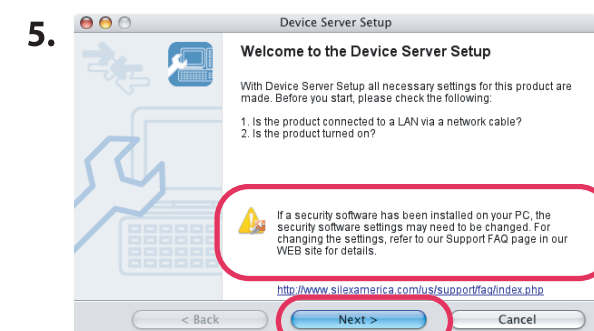 5.
Device Server Setup
Welcome to the Device Server Setup
With Device Server Setup all necessary settings for this product are
made. Before you start, please check the following:
1. Is the product connected to a LAN via a network cable?
2. Is the product turned on?
If a security software has been installed on your PC, the
security software settings may need to be changed. For
changing the settings, refer to our Support FAQ page in our
WEB site for details.
http://www.silexamerica.com/us/support/faq/index.php
< Back Next > Cancel